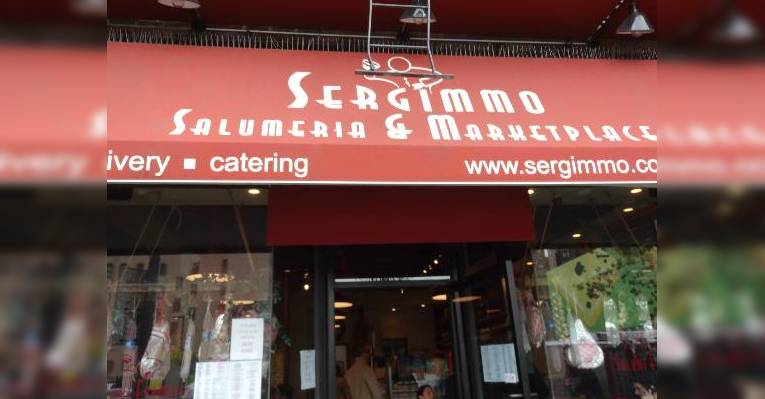 SERGIMMO
SALUMERIA & MARKETPLACE
ivery ▪ catering
www.sergimmo.co